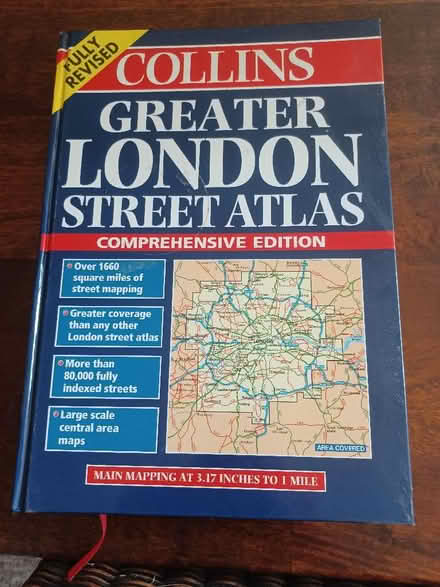 FULLY
REVISED
COLLINS
GREATER
LONDON
STREET ATLAS
COMPREHENSIVE EDITION
Over 1660
square miles of
street mapping
Greater coverage
than any other
London street atlas
More than
80,000 fully
indexed streets
Large scale
central area
maps
AREA COVERED
MAIN MAPPING AT 3.17 INCHES TO 1 MILE